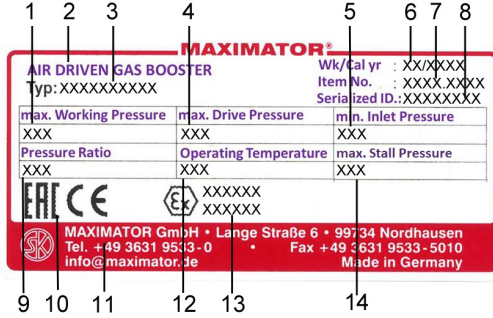 1 2 3 4 5 6 7 8
MAXIMATOR®
AIR DRIVEN GAS BOOSTER
Typ: XXXXXXXXXX
Wk/Cal yr : XX/XXXX
Item No. : XXXX.XXXX
Serialized ID.: XXXXXXXX
max. Working Pressure max. Drive Pressure min. Inlet Pressure
XXX XXX XXX
Pressure Ratio Operating Temperature max. Stall Pressure
XXX XXX XXX
EAC CE Ex XXXXXX
XXXXXX
SK
MAXIMATOR GmbH • Lange Straße 6 • 99734 Nordhausen
Tel. +49 3631 9533-0 • Fax +49 3631 9533-5010
info@maximator.de Made in Germany
9 10 11 12 13 14